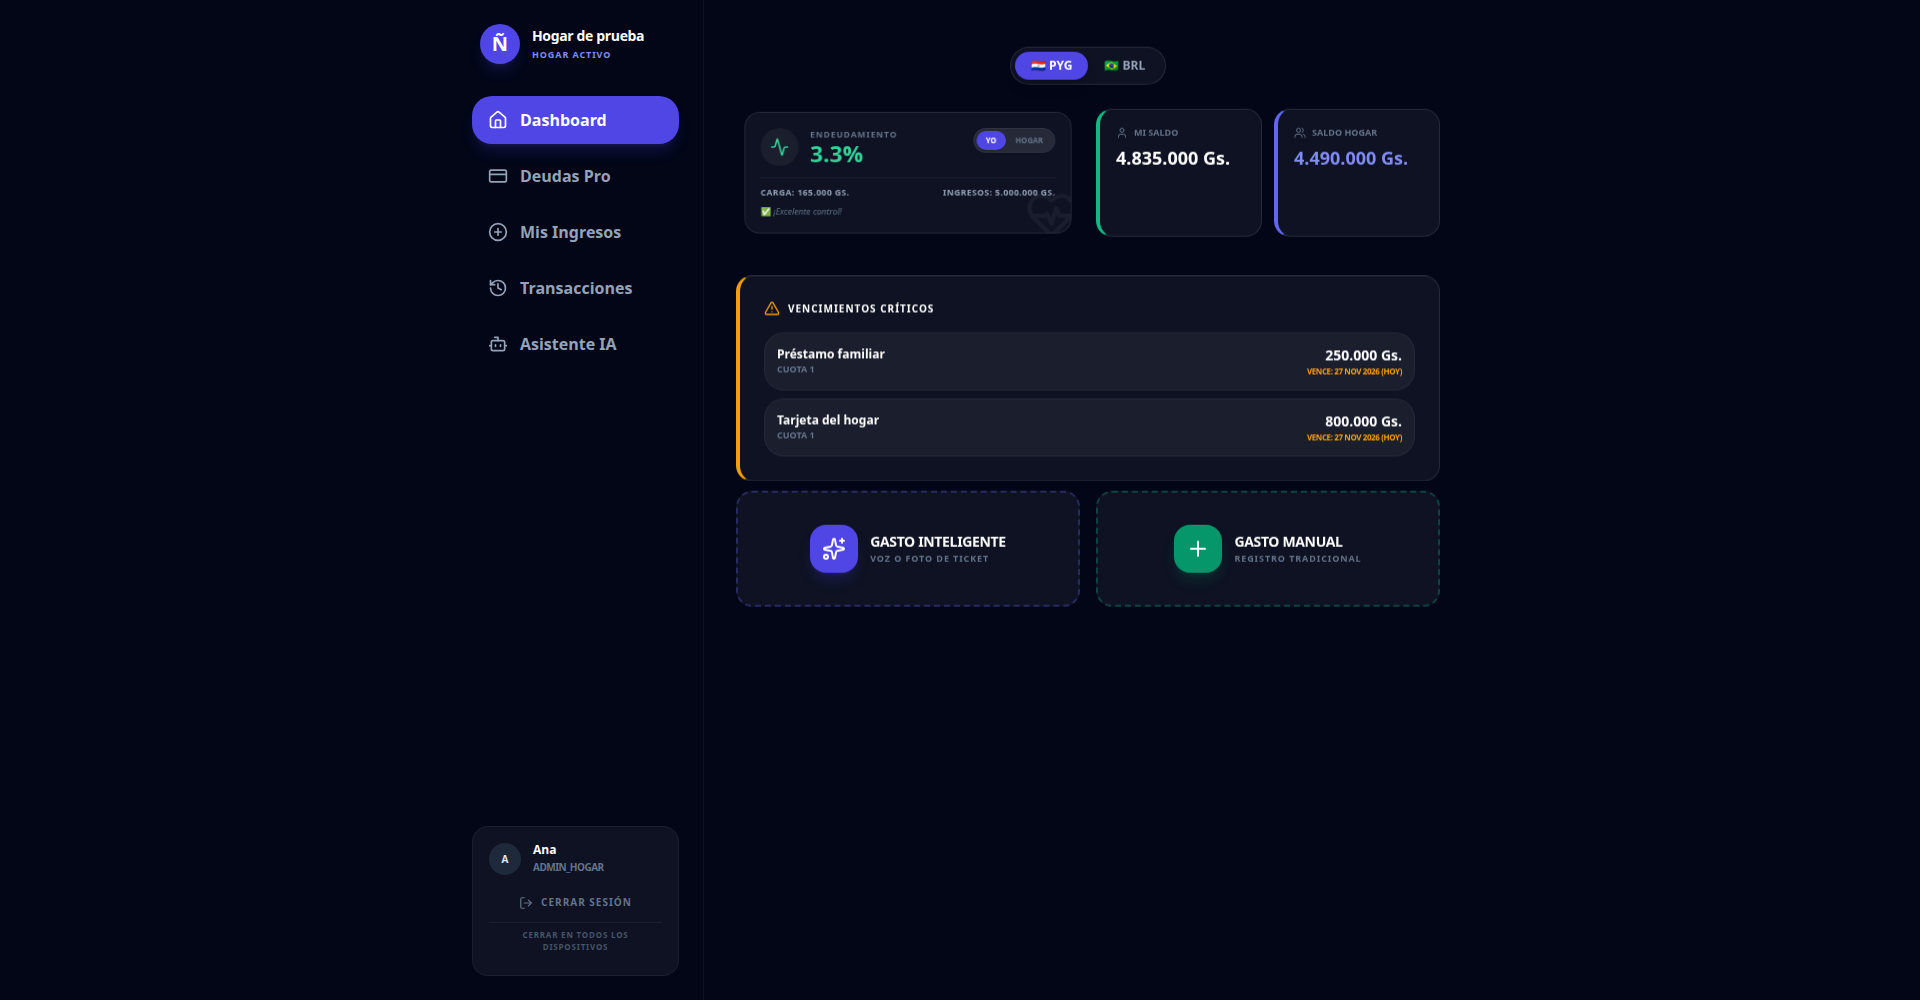 Ñ
Hogar de prueba
HOGAR ACTIVO
Dashboard
Deudas Pro
Mis Ingresos
Transacciones
Asistente IA
A
Ana
ADMIN_HOGAR
CERRAR SESIÓN
CERRAR EN TODOS LOS
DISPOSITIVOS
🇵🇾 PYG
🇧🇷 BRL
ENDEUDAMIENTO
3.3%
YO
HOGAR
CARGA: 165.000 GS.
INGRESOS: 5.000.000 GS.
✅ ¡Excelente control!
MI SALDO
4.835.000 Gs.
SALDO HOGAR
4.490.000 Gs.
VENCIMIENTOS CRÍTICOS
Préstamo familiar
CUOTA 1
250.000 Gs.
VENCE: 27 NOV 2026 (HOY)
Tarjeta del hogar
CUOTA 1
800.000 Gs.
VENCE: 27 NOV 2026 (HOY)
GASTO INTELIGENTE
VOZ O FOTO DE TICKET
GASTO MANUAL
REGISTRO TRADICIONAL